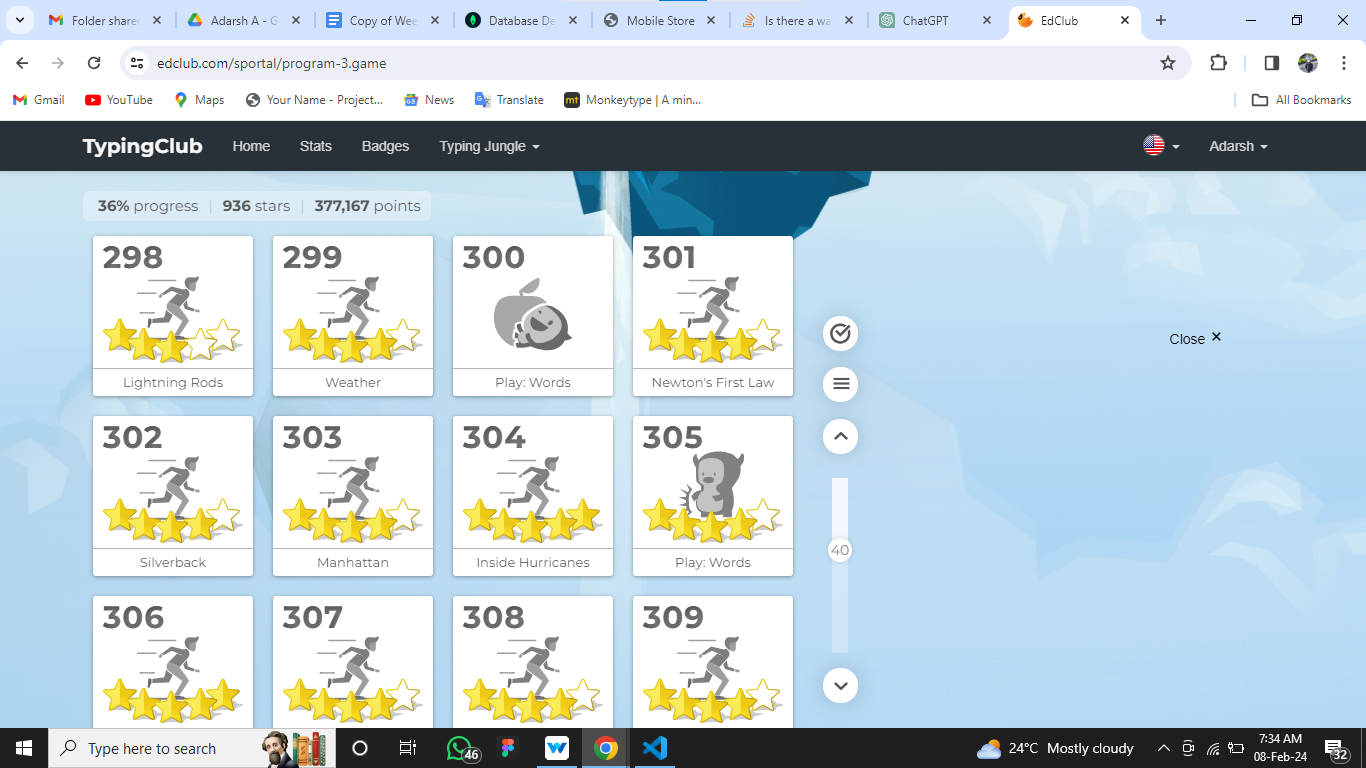 Folder share
Adarsh A - G
Copy of Wee
Database De
Mobile Store
Is there a wa
ChatGPT
EdClub
edclub.com/sportal/program-3.game
Gmail
YouTube
Maps
Your Name - Project...
News
Translate
mt
Monkeytype | A min...
All Bookmarks
TypingClub
Home
Stats
Badges
Typing Jungle
Adarsh
36% progress
936 stars
377,167 points
298
299
300
301
Lightning Rods
Weather
Play: Words
Newton's First Law
Close ×
302
303
304
305
Silverback
Manhattan
Inside Hurricanes
Play: Words
40
306
307
308
309
Type here to search
46
24°C Mostly cloudy
7:34 AM
08-Feb-24
32